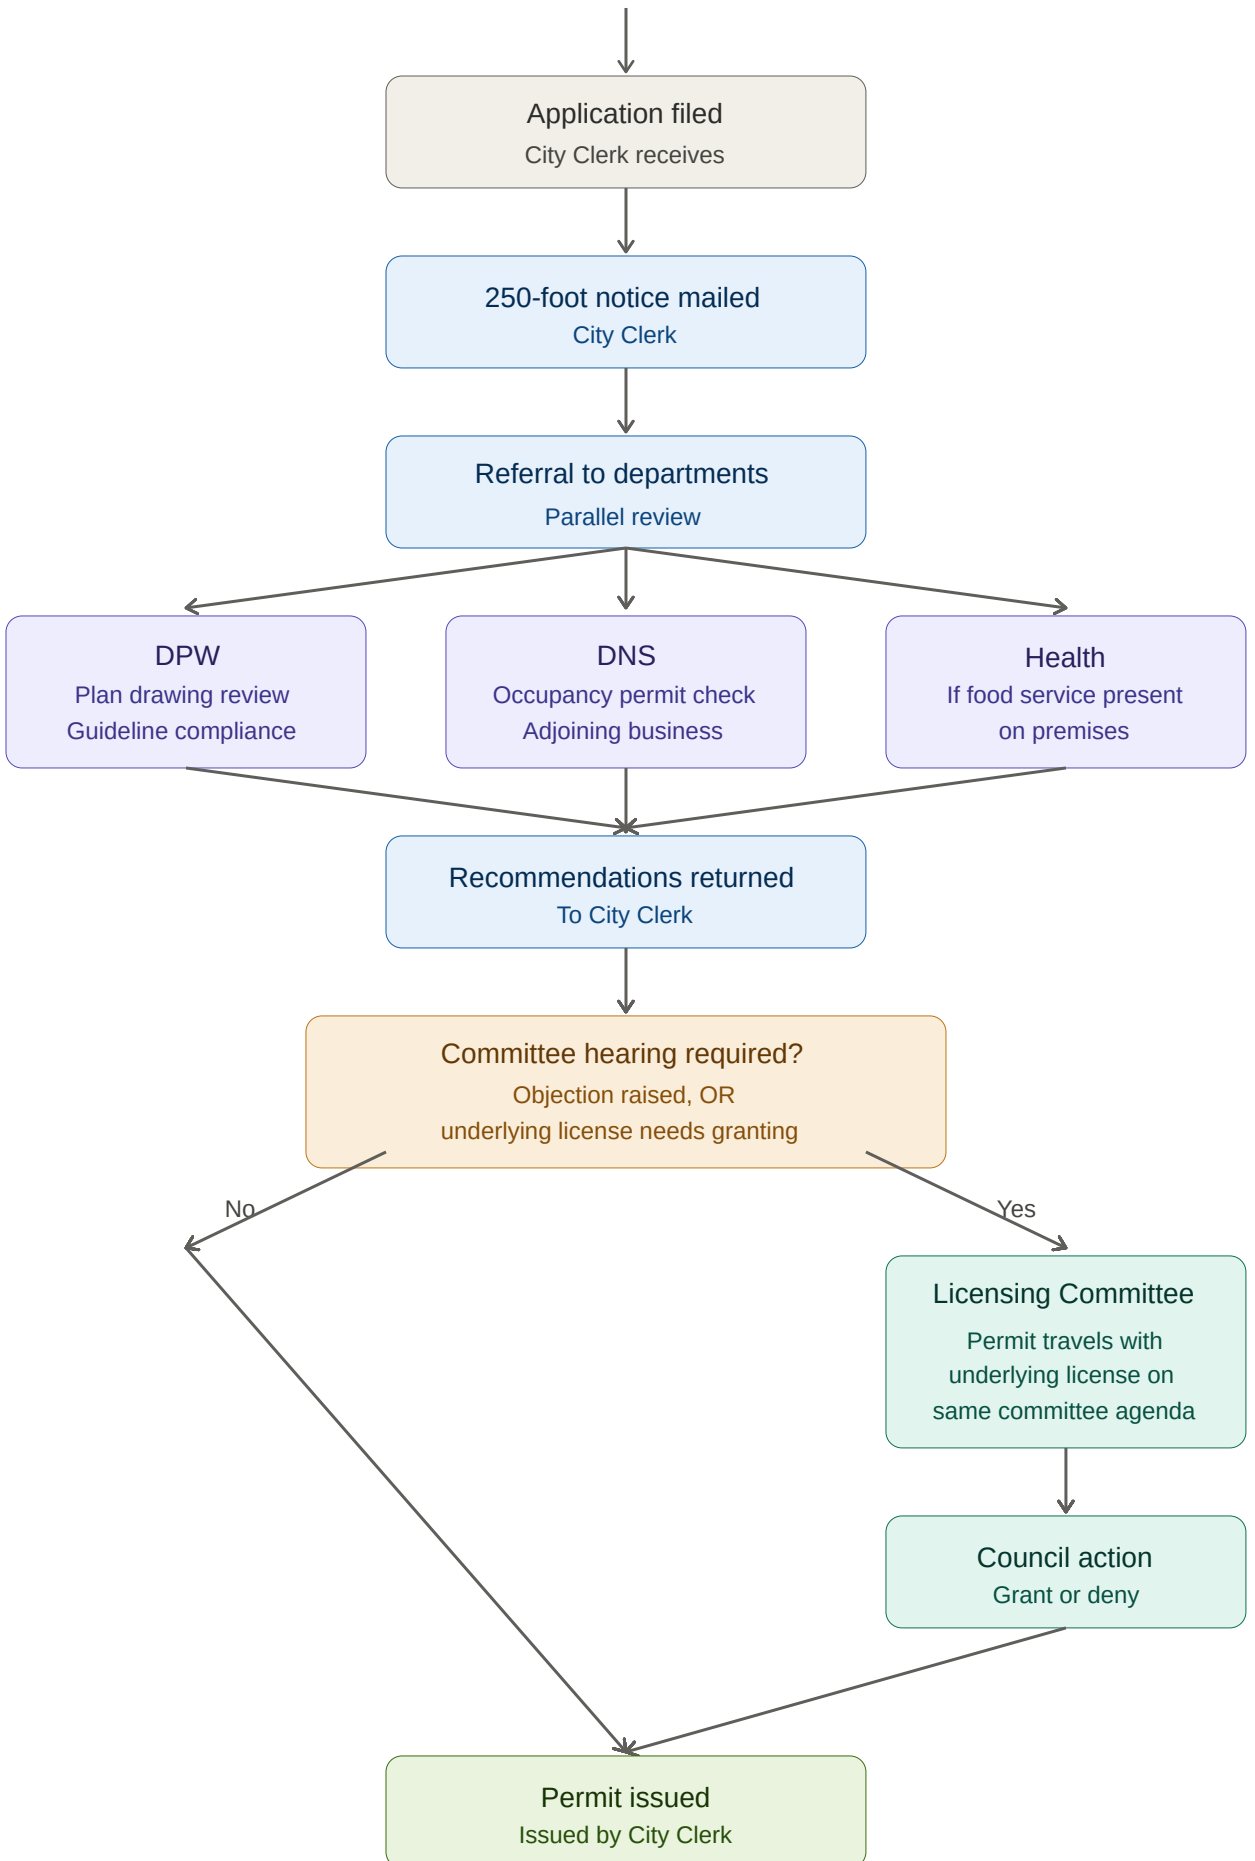 Application filed
City Clerk receives
250-foot notice mailed
City Clerk
Referral to departments
Parallel review
DPW
Plan drawing review
Guideline compliance
DNS
Occupancy permit check
Adjoining business
Health
If food service present
on premises
Recommendations returned
To City Clerk
Committee hearing required?
Objection raised, OR
underlying license needs granting
No
Yes
Licensing Committee
Permit travels with
underlying license on
same committee agenda
Council action
Grant or deny
Permit issued
Issued by City Clerk